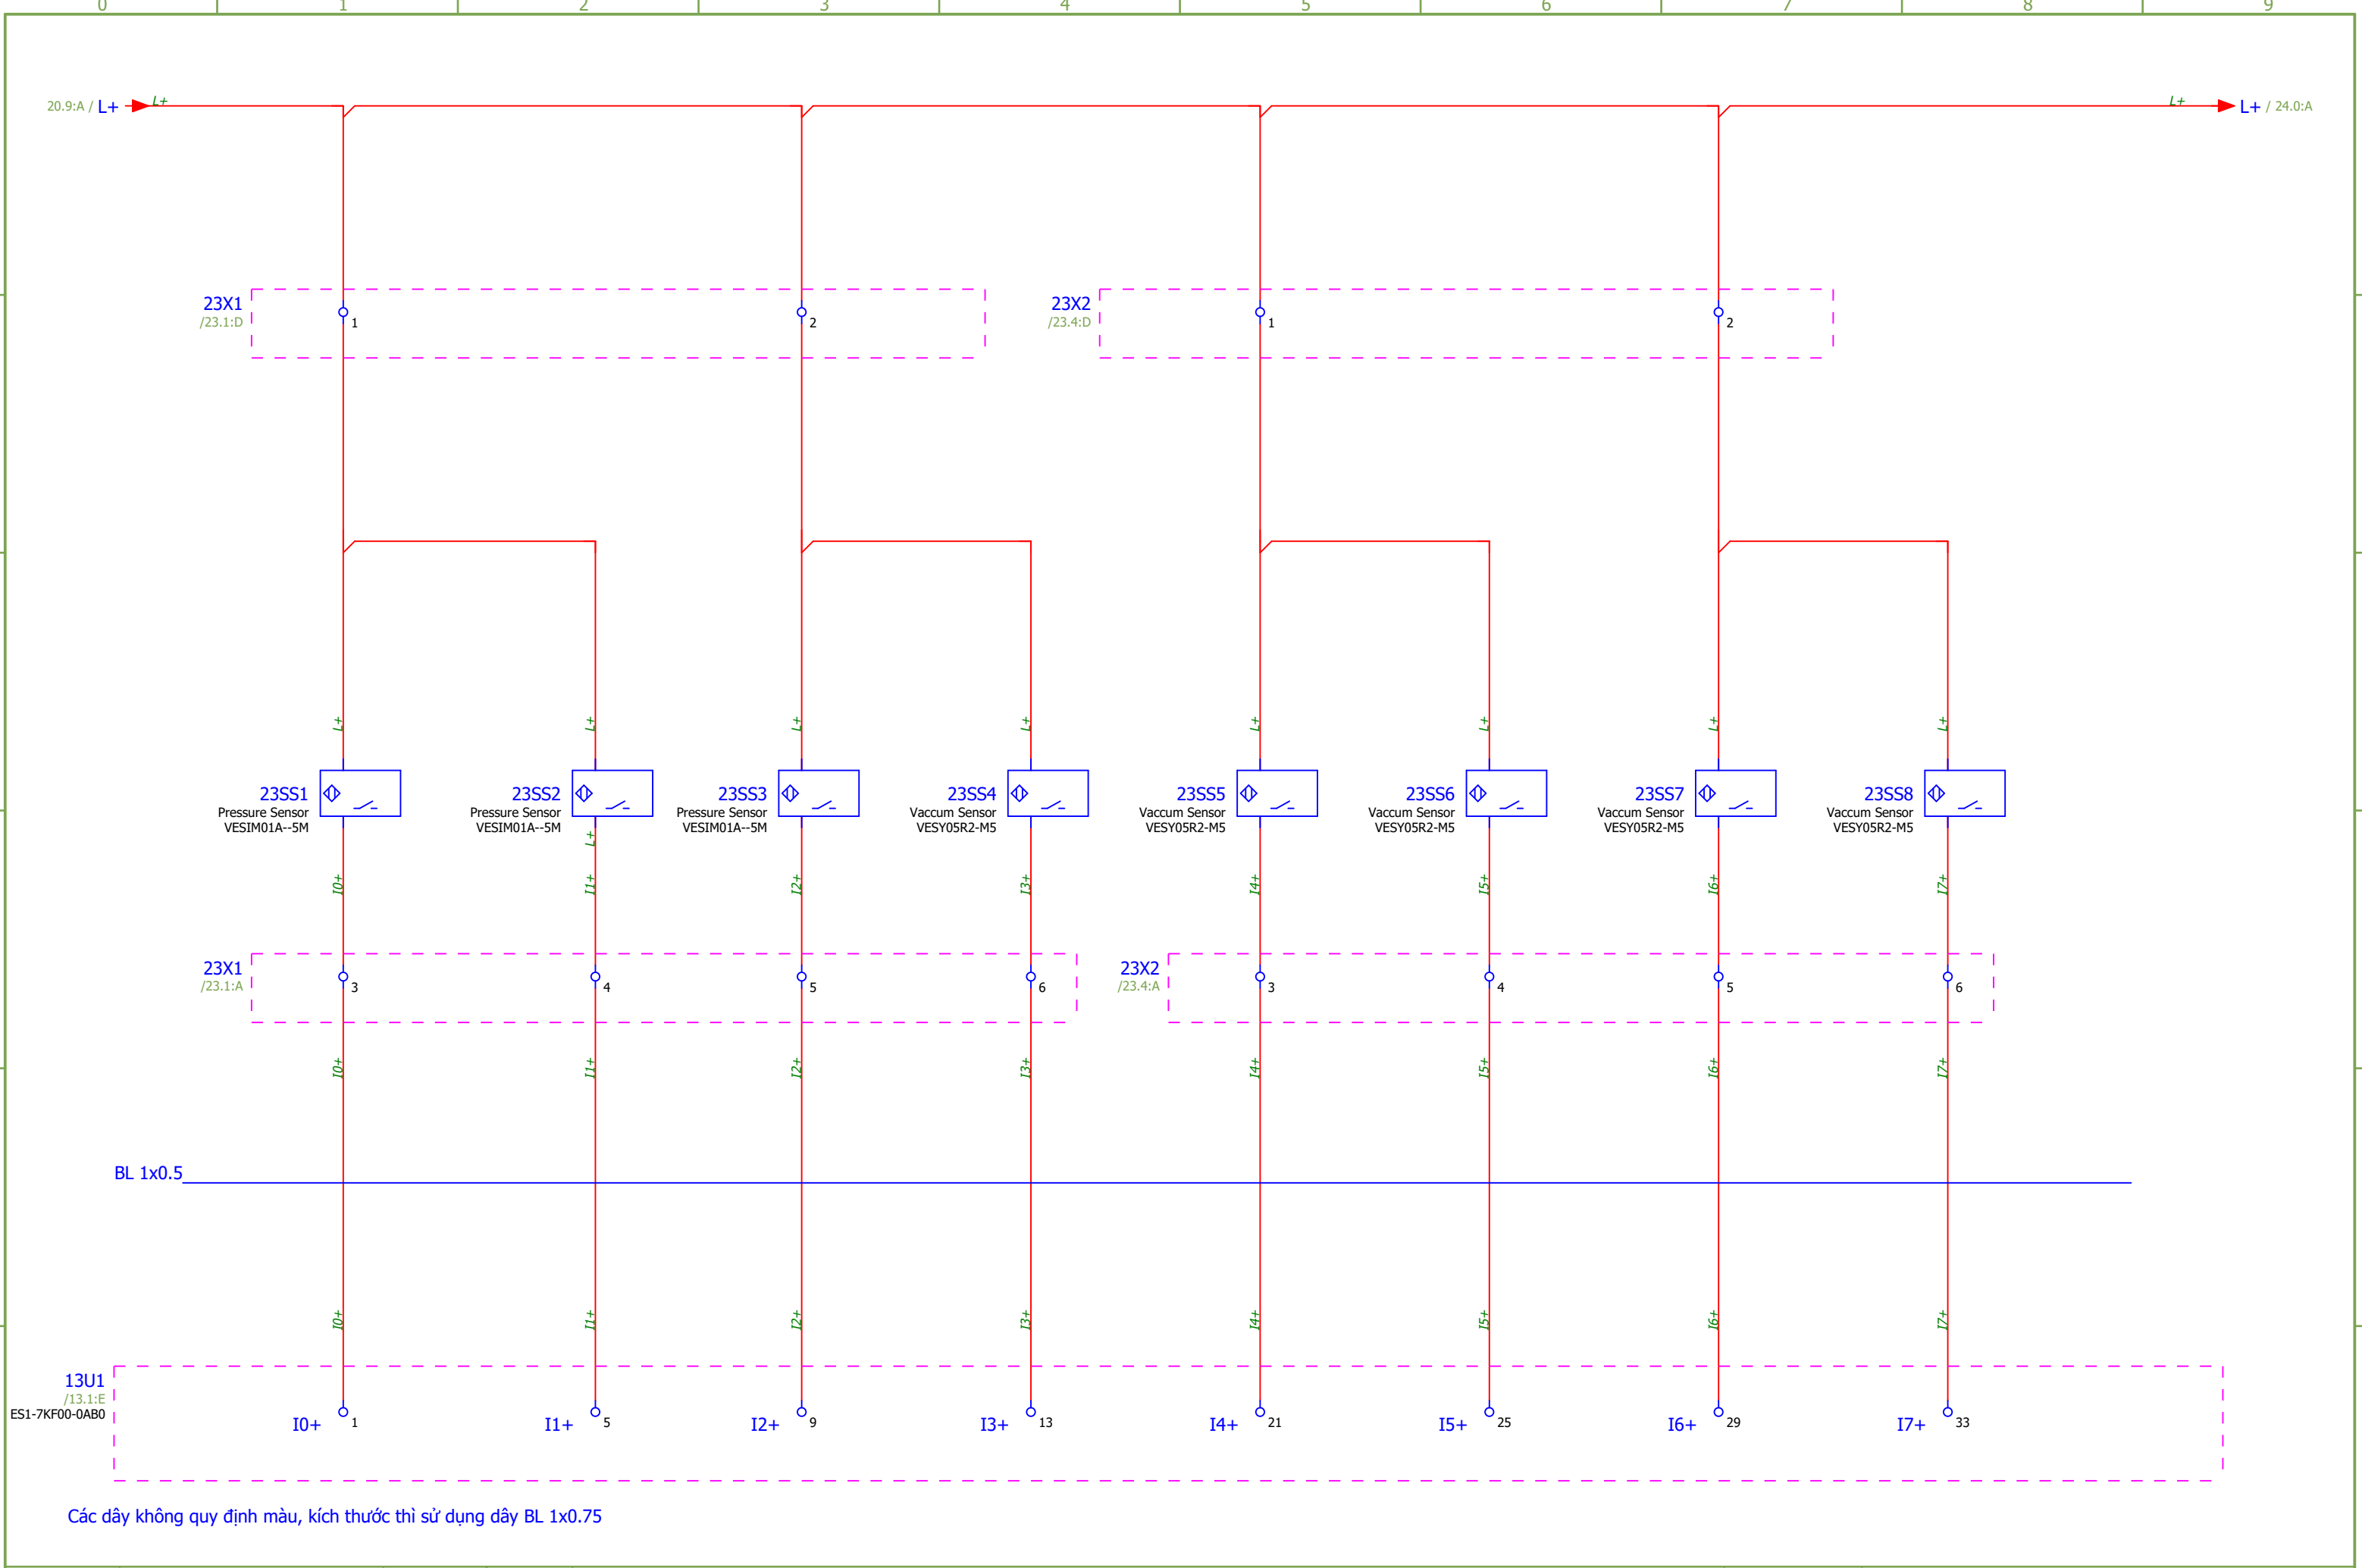 0 1 2 3 4 5 6 7 8 9
20.9:A / L+ L+ L+ L+ / 24.0:A
23X1 23X2
/23.1:D 1 2 /23.4:D 1 2
L+ L+ L+ L+ L+ L+ L+ L+
23SS1 23SS2 23SS3 23SS4 23SS5 23SS6 23SS7 23SS8
Pressure Sensor Pressure Sensor Pressure Sensor Vaccum Sensor Vaccum Sensor Vaccum Sensor Vaccum Sensor Vaccum Sensor
VESIM01A--5M VESIM01A--5M VESIM01A--5M VESY05R2-M5 VESY05R2-M5 VESY05R2-M5 VESY05R2-M5 VESY05R2-M5
L+
I0+ I1+ I2+ I3+ I4+ I5+ I6+ I7+
23X1 23X2
/23.1:A 3 4 5 6 /23.4:A 3 4 5 6
I0+ I1+ I2+ I3+ I4+ I5+ I6+ I7+
BL 1x0.5
I0+ I1+ I2+ I3+ I4+ I5+ I6+ I7+
13U1
/13.1:E
ES1-7KF00-0AB0
I0+ 1 I1+ 5 I2+ 9 I3+ 13 I4+ 21 I5+ 25 I6+ 29 I7+ 33
Các dây không quy định màu, kích thước thì sử dụng dây BL 1x0.75